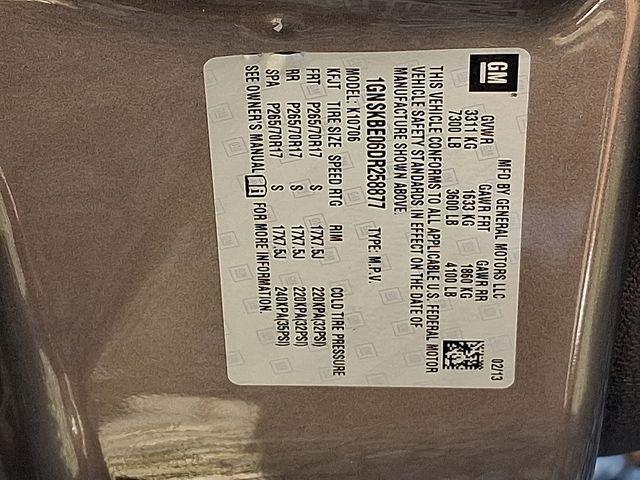 GM
MFD BY GENERAL MOTORS LLC 02/13
GVWR GAWR FRT GAWR RR
3311 KG 1633 KG 1860 KG
7300 LB 3600 LB 4100 LB
THIS VEHICLE CONFORMS TO ALL APPLICABLE U.S. FEDERAL MOTOR
VEHICLE SAFETY STANDARDS IN EFFECT ON THE DATE OF
MANUFACTURE SHOWN ABOVE.
1GNSKBE06DR258877 TYPE: M.P.V.
MODEL: K10706
KFJT TIRE SIZE SPEED RTG RIM COLD TIRE PRESSURE
FRT P265/70R17 S 17X7.5J 220KPA(32PSI)
RR P265/70R17 S 17X7.5J 220KPA(32PSI)
SPA P265/70R17 S 17X7.5J 240KPA(35PSI)
SEE OWNER'S MANUAL FOR MORE INFORMATION.